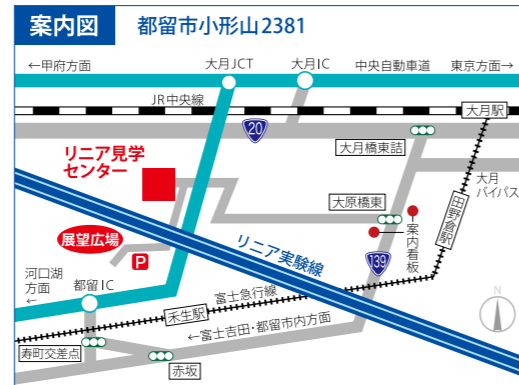 案内図
都留市小形山2381
←甲府方面
大月JCT
大月IC
中央自動車道
東京方面→
JR中央線
大月駅
20
大月橋東詰
リニア見学
センター
大月
バイパス
田野倉駅
大原橋東
展望広場
案内看板
P
リニア実験線
139
河口湖
方面
←
都留IC
富士急行線
禾生駅
N
←富士吉田・都留市内方面
寿町交差点
赤坂